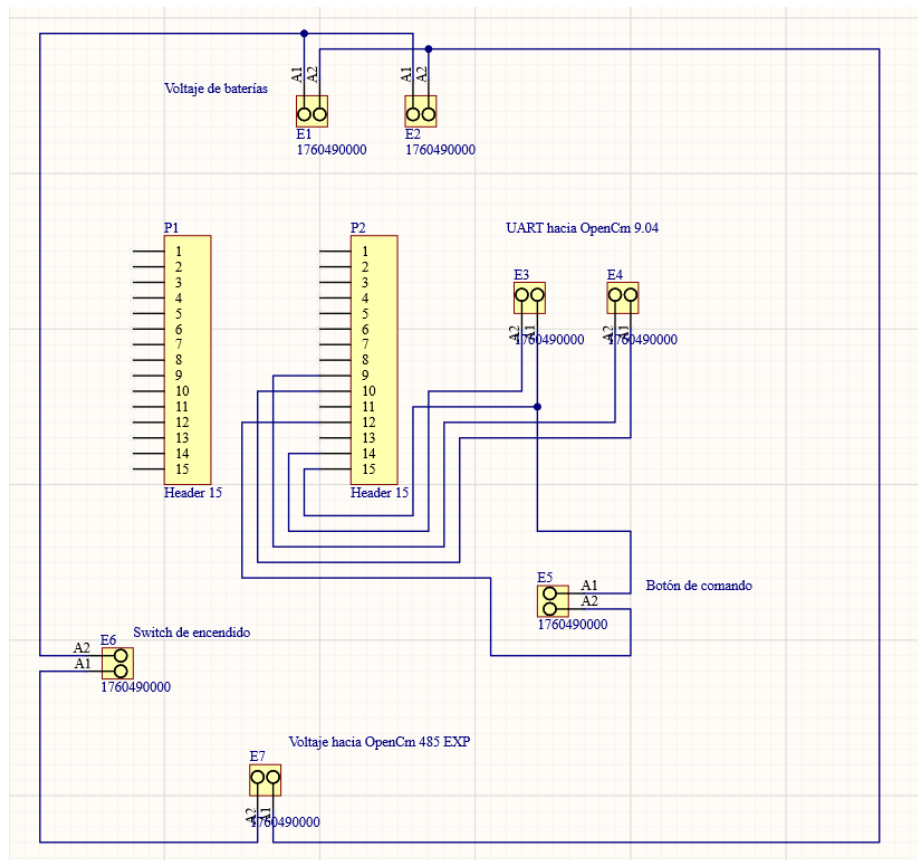 A1
A2
A1
A2
Voltaje de baterías
E1
1760490000
E2
1760490000
P1
1
2
3
4
5
6
7
8
9
10
11
12
13
14
15
Header 15
P2
1
2
3
4
5
6
7
8
9
10
11
12
13
14
15
Header 15
UART hacia OpenCm 9.04
E3
A2
A1
1760490000
E4
A2
A1
1760490000
E5
A1
A2
1760490000
Botón de comando
Switch de encendido
E6
A2
A1
1760490000
Voltaje hacia OpenCm 485 EXP
E7
A2
A1
1760490000